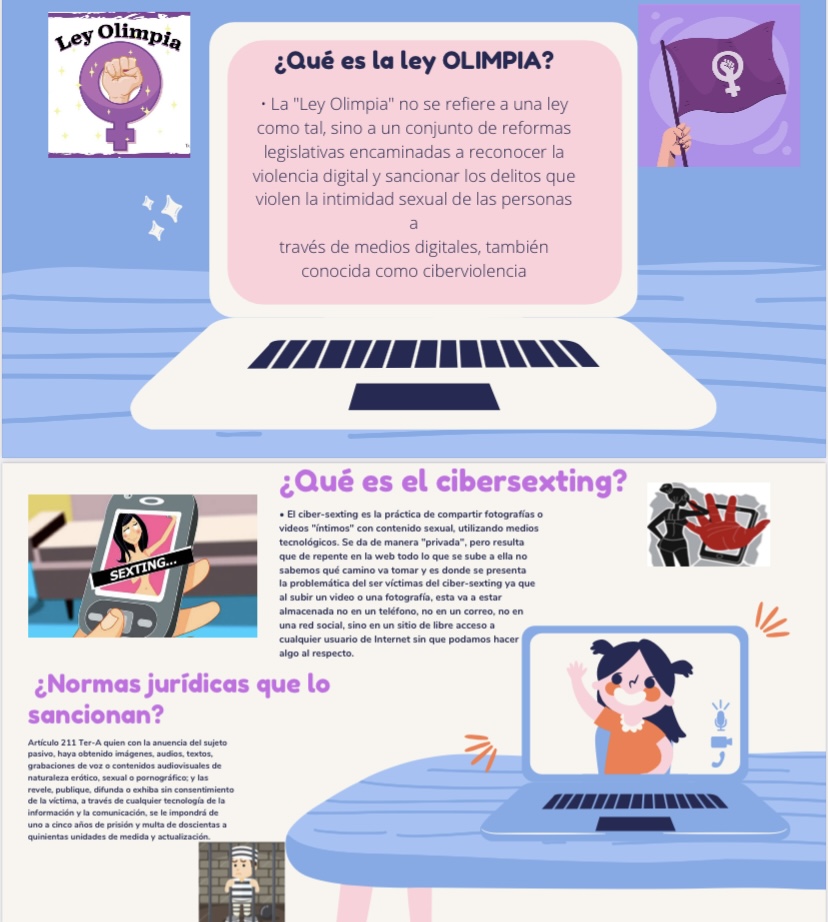 Ley Olimpia
¿Qué es la ley OLIMPIA?
• La "Ley Olimpia" no se refiere a una ley
como tal, sino a un conjunto de reformas
legislativas encaminadas a reconocer la
violencia digital y sancionar los delitos que
violen la intimidad sexual de las personas
a
través de medios digitales, también
conocida como ciberviolencia
¿Qué es el cibersexting?
• El ciber-sexting es la práctica de compartir fotografías o
videos "íntimos" con contenido sexual, utilizando medios
tecnológicos. Se da de manera "privada", pero resulta
que de repente en la web todo lo que se sube a ella no
sabemos qué camino va tomar y es donde se presenta
la problemática del ser víctimas del ciber-sexting ya que
al subir un video o una fotografía, esta va a estar
almacenada no en un teléfono, no en un correo, no en
una red social, sino en un sitio de libre acceso a
cualquier usuario de Internet sin que podamos hacer
algo al respecto.
SEXTING...
¿Normas jurídicas que lo
sancionan?
Artículo 211 Ter-A quien con la anuencia del sujeto
pasivo, haya obtenido imágenes, audios, textos,
grabaciones de voz o contenidos audiovisuales de
naturaleza erótico, sexual o pornográfico; y las
revele, publique, difunda o exhiba sin consentimiento
de la víctima, a través de cualquier tecnología de la
información y la comunicación, se le impondrá de
uno a cinco años de prisión y multa de doscientas a
quinientas unidades de medida y actualización.